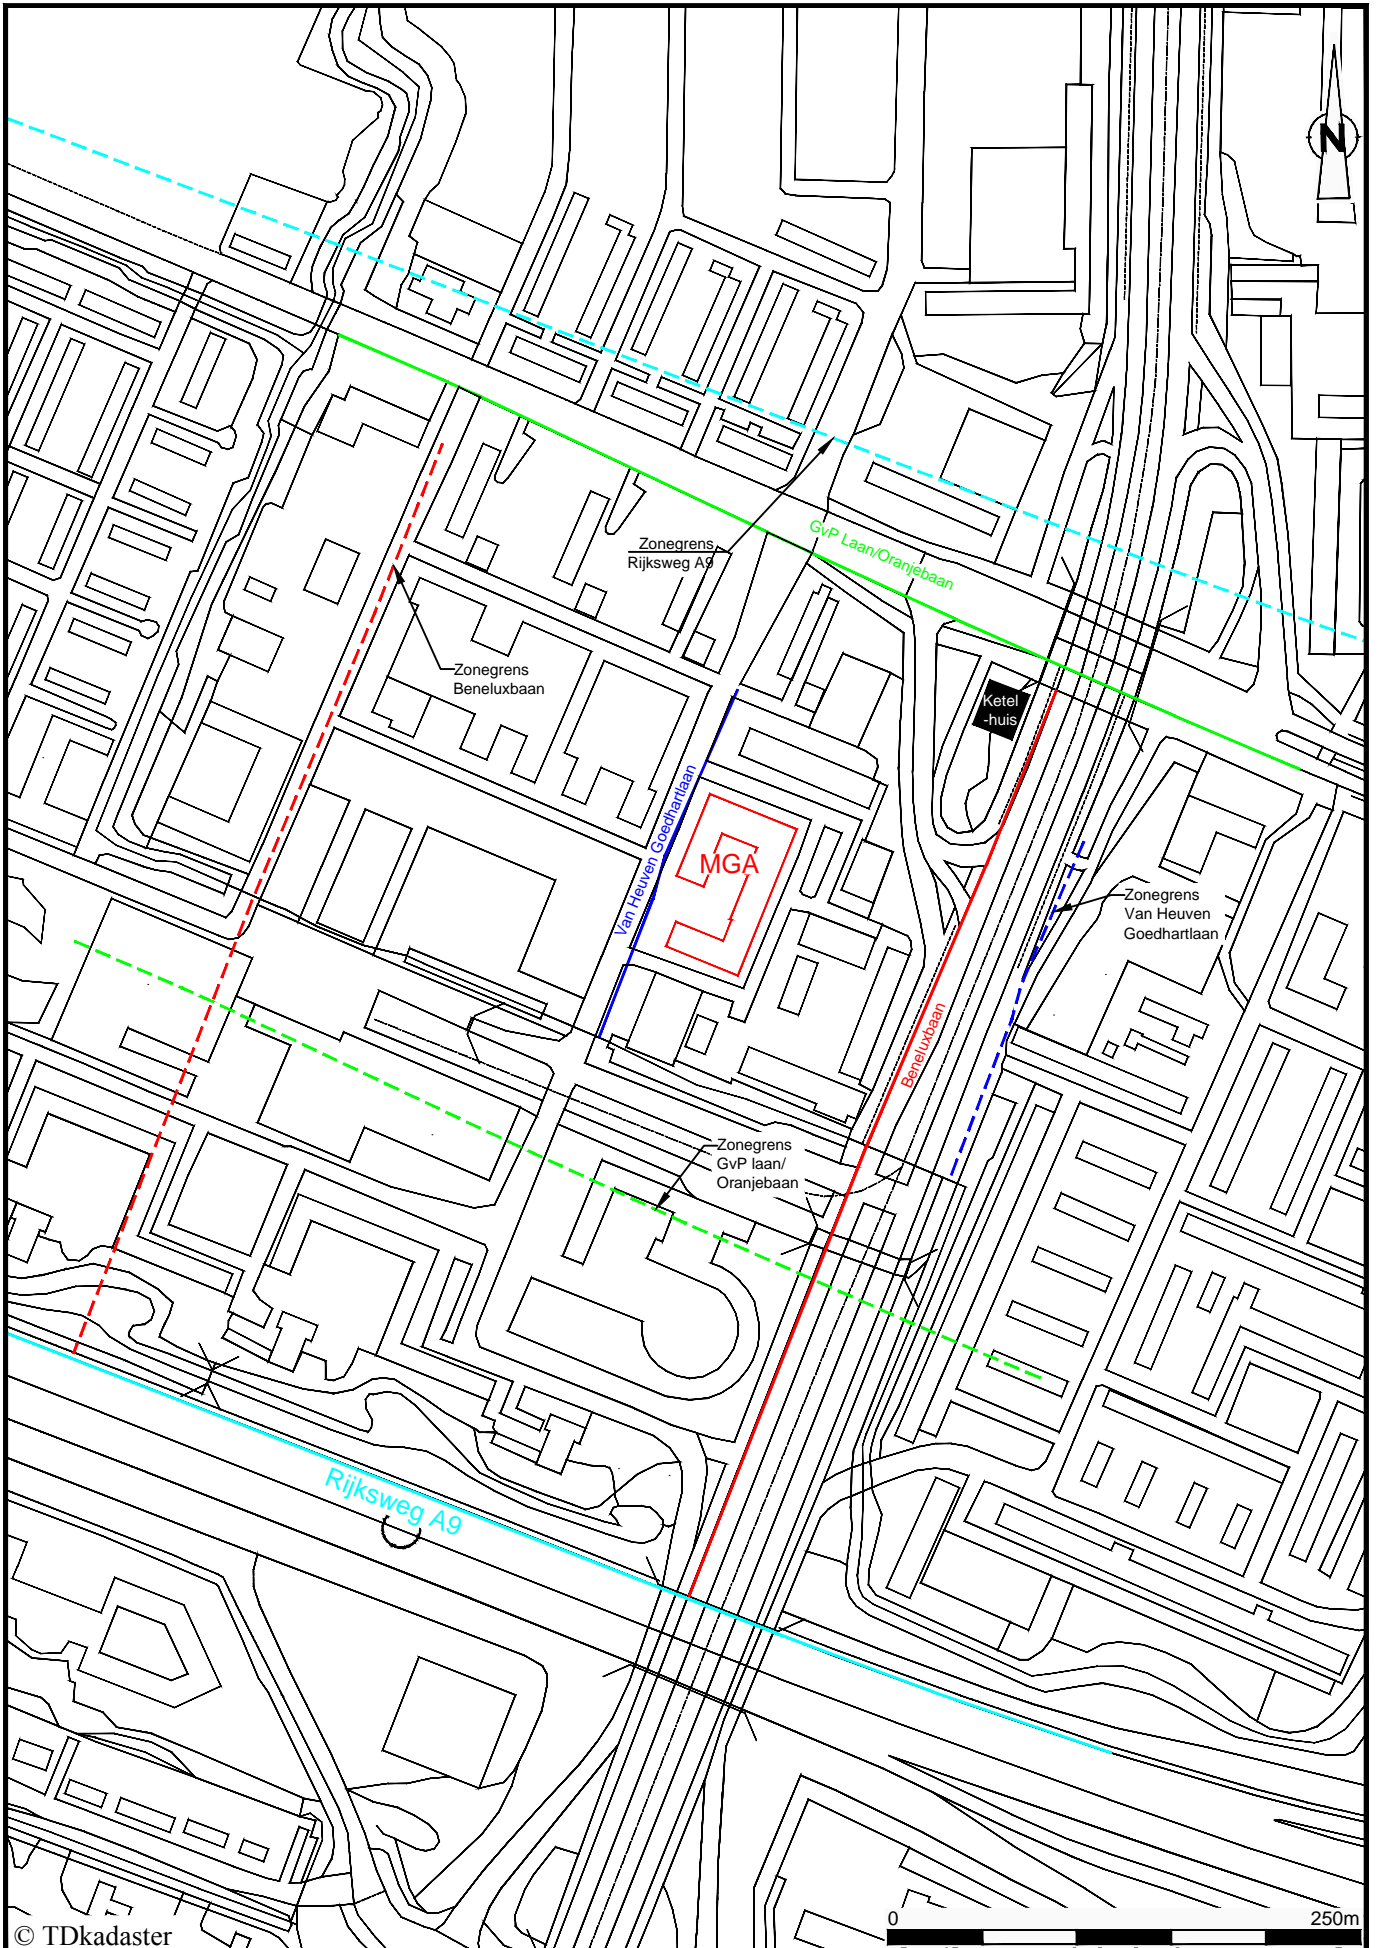 N
Zonegrens
Rijksweg A9
GvP Laan/Oranjebaan
Zonegrens
Beneluxbaan
Ketel
-huis
Van Heuven Goedhartlaan
MGA
Zonegrens
Van Heuven
Goedhartlaan
Beneluxbaan
Zonegrens
GvP laan/
Oranjebaan
Rijksweg A9
0 250m
© TDkadaster